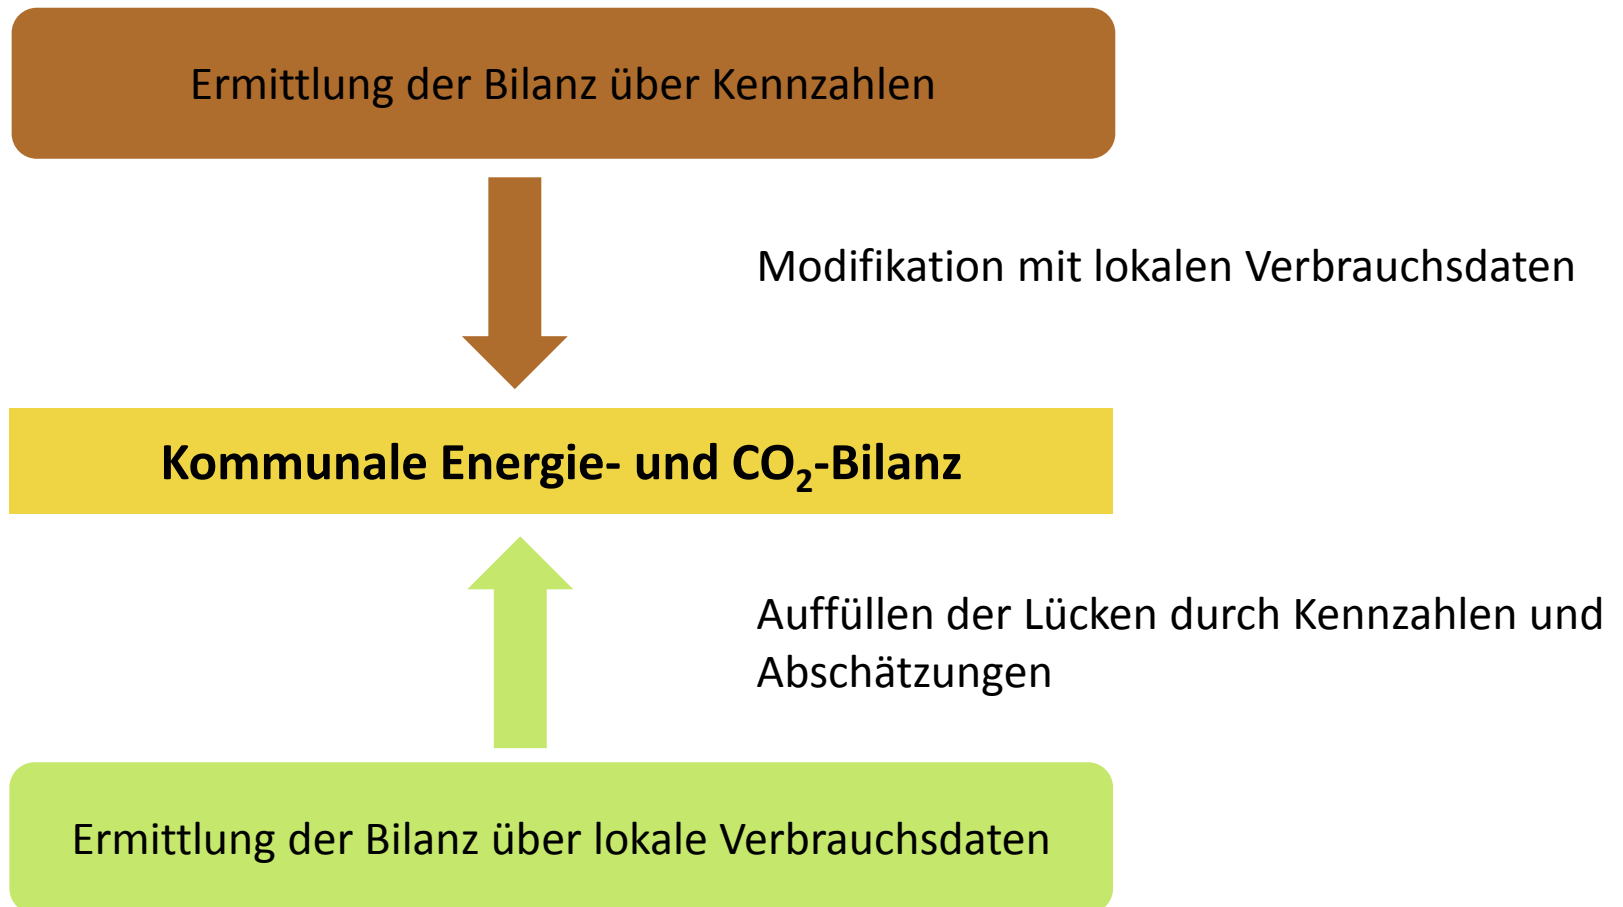 Ermittlung der Bilanz über Kennzahlen
Modifikation mit lokalen Verbrauchsdaten
Kommunale Energie- und CO₂-Bilanz
Auffüllen der Lücken durch Kennzahlen und
Abschätzungen
Ermittlung der Bilanz über lokale Verbrauchsdaten